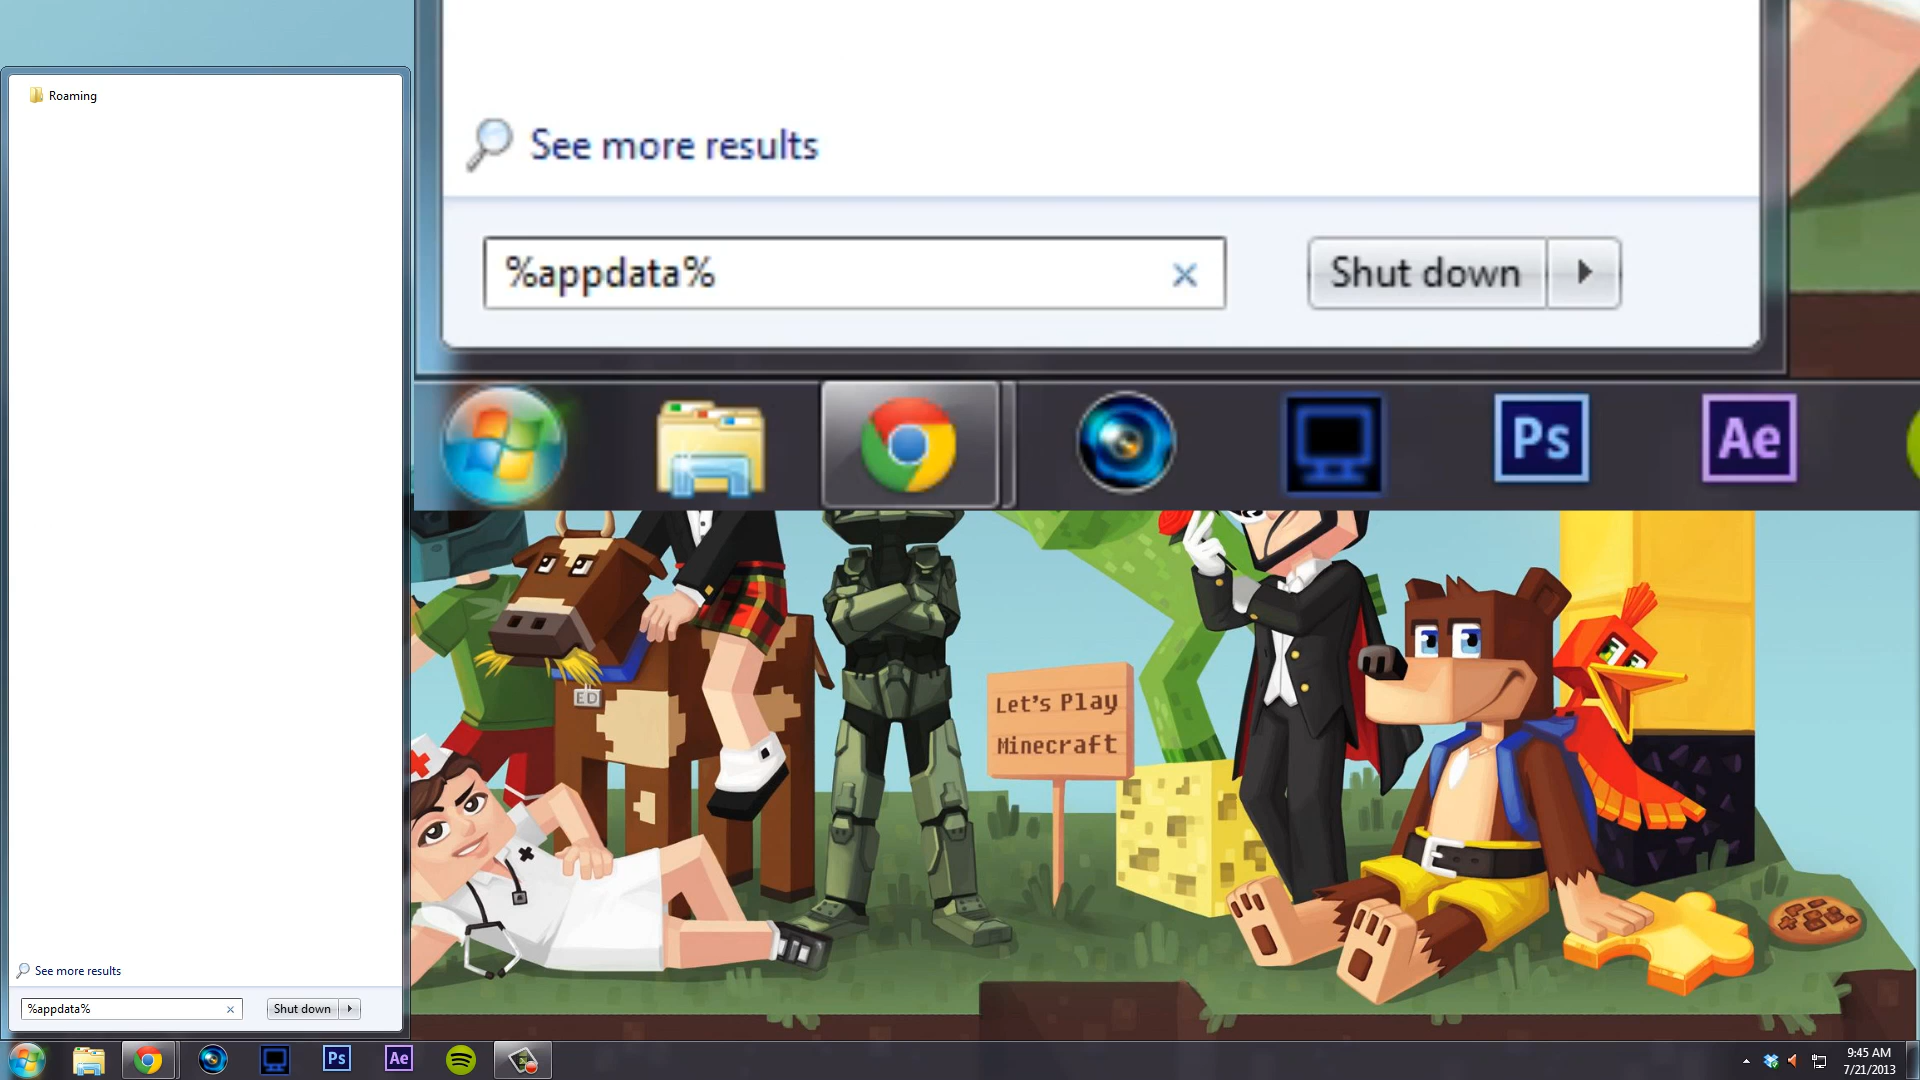 Roaming
See more results
%appdata%
Shut down
See more results
%appdata%
Shut down
Ps
Ae
ED
Let's Play
Minecraft
Ps
Ae
9:45 AM
7/21/2013